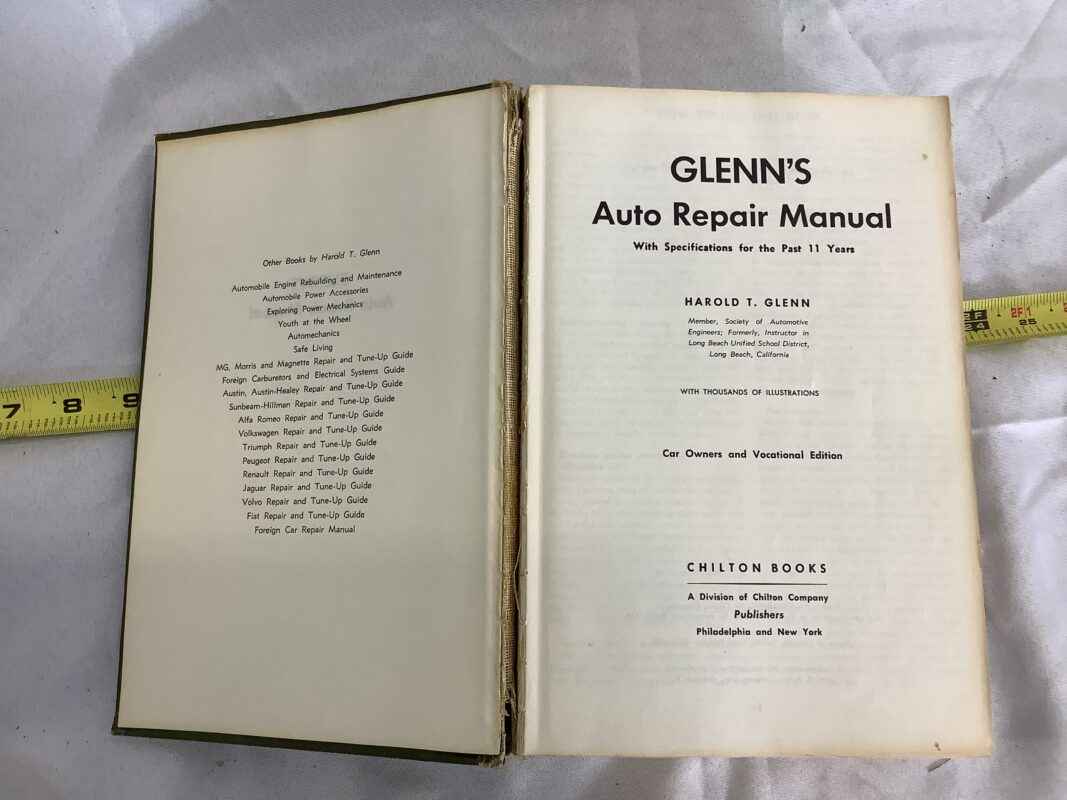 Other Books by Harold T. Glenn
Automobile Engine Rebuilding and Maintenance
Automobile Power Accessories
Exploring Power Mechanics
Youth at the Wheel
Automechanics
Safe Living
MG, Morris and Magnette Repair and Tune-Up Guide
Foreign Carburetors and Electrical Systems Guide
Austin, Austin-Healey Repair and Tune-Up Guide
Sunbeam-Hillman Repair and Tune-Up Guide
Alfa Romeo Repair and Tune-Up Guide
Volkswagen Repair and Tune-Up Guide
Triumph Repair and Tune-Up Guide
Peugeot Repair and Tune-Up Guide
Renault Repair and Tune-Up Guide
Jaguar Repair and Tune-Up Guide
Volvo Repair and Tune-Up Guide
Fiat Repair and Tune-Up Guide
Foreign Car Repair Manual
GLENN'S
Auto Repair Manual
With Specifications for the Past 11 Years
HAROLD T. GLENN
Member, Society of Automotive
Engineers; Formerly, Instructor in
Long Beach Unified School District,
Long Beach, California
WITH THOUSANDS OF ILLUSTRATIONS
Car Owners and Vocational Edition
CHILTON BOOKS
A Division of Chilton Company
Publishers
Philadelphia and New York
7 8 9
2F 2F1
24 25